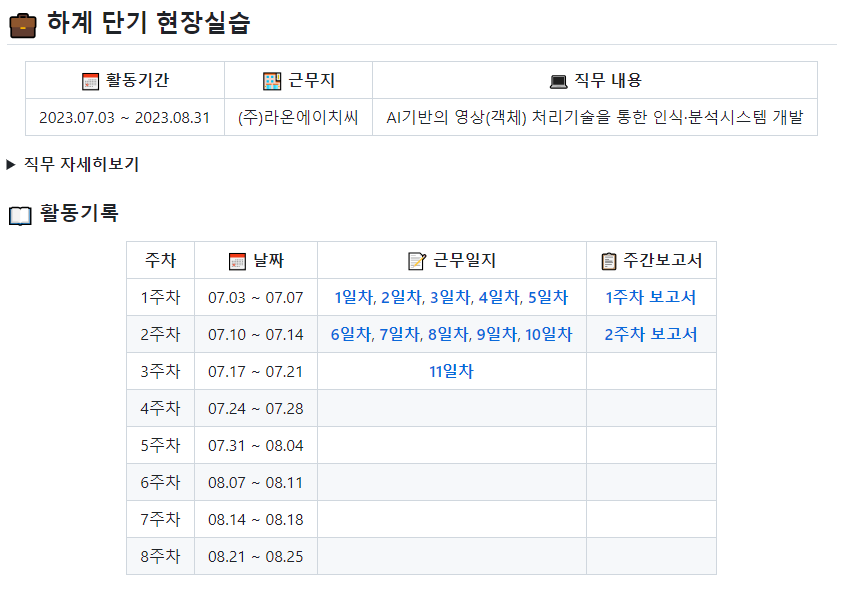 하계 단기 현장실습
활동기간 근무지 직무 내용
2023.07.03 ~ 2023.08.31 (주)라온에이치씨 AI기반의 영상(객체) 처리기술을 통한 인식·분석시스템 개발
직무 자세히보기
활동기록
주차 날짜 근무일지 주간보고서
1주차 07.03 ~ 07.07 1일차, 2일차, 3일차, 4일차, 5일차 1주차 보고서
2주차 07.10 ~ 07.14 6일차, 7일차, 8일차, 9일차, 10일차 2주차 보고서
3주차 07.17 ~ 07.21 11일차
4주차 07.24 ~ 07.28
5주차 07.31 ~ 08.04
6주차 08.07 ~ 08.11
7주차 08.14 ~ 08.18
8주차 08.21 ~ 08.25